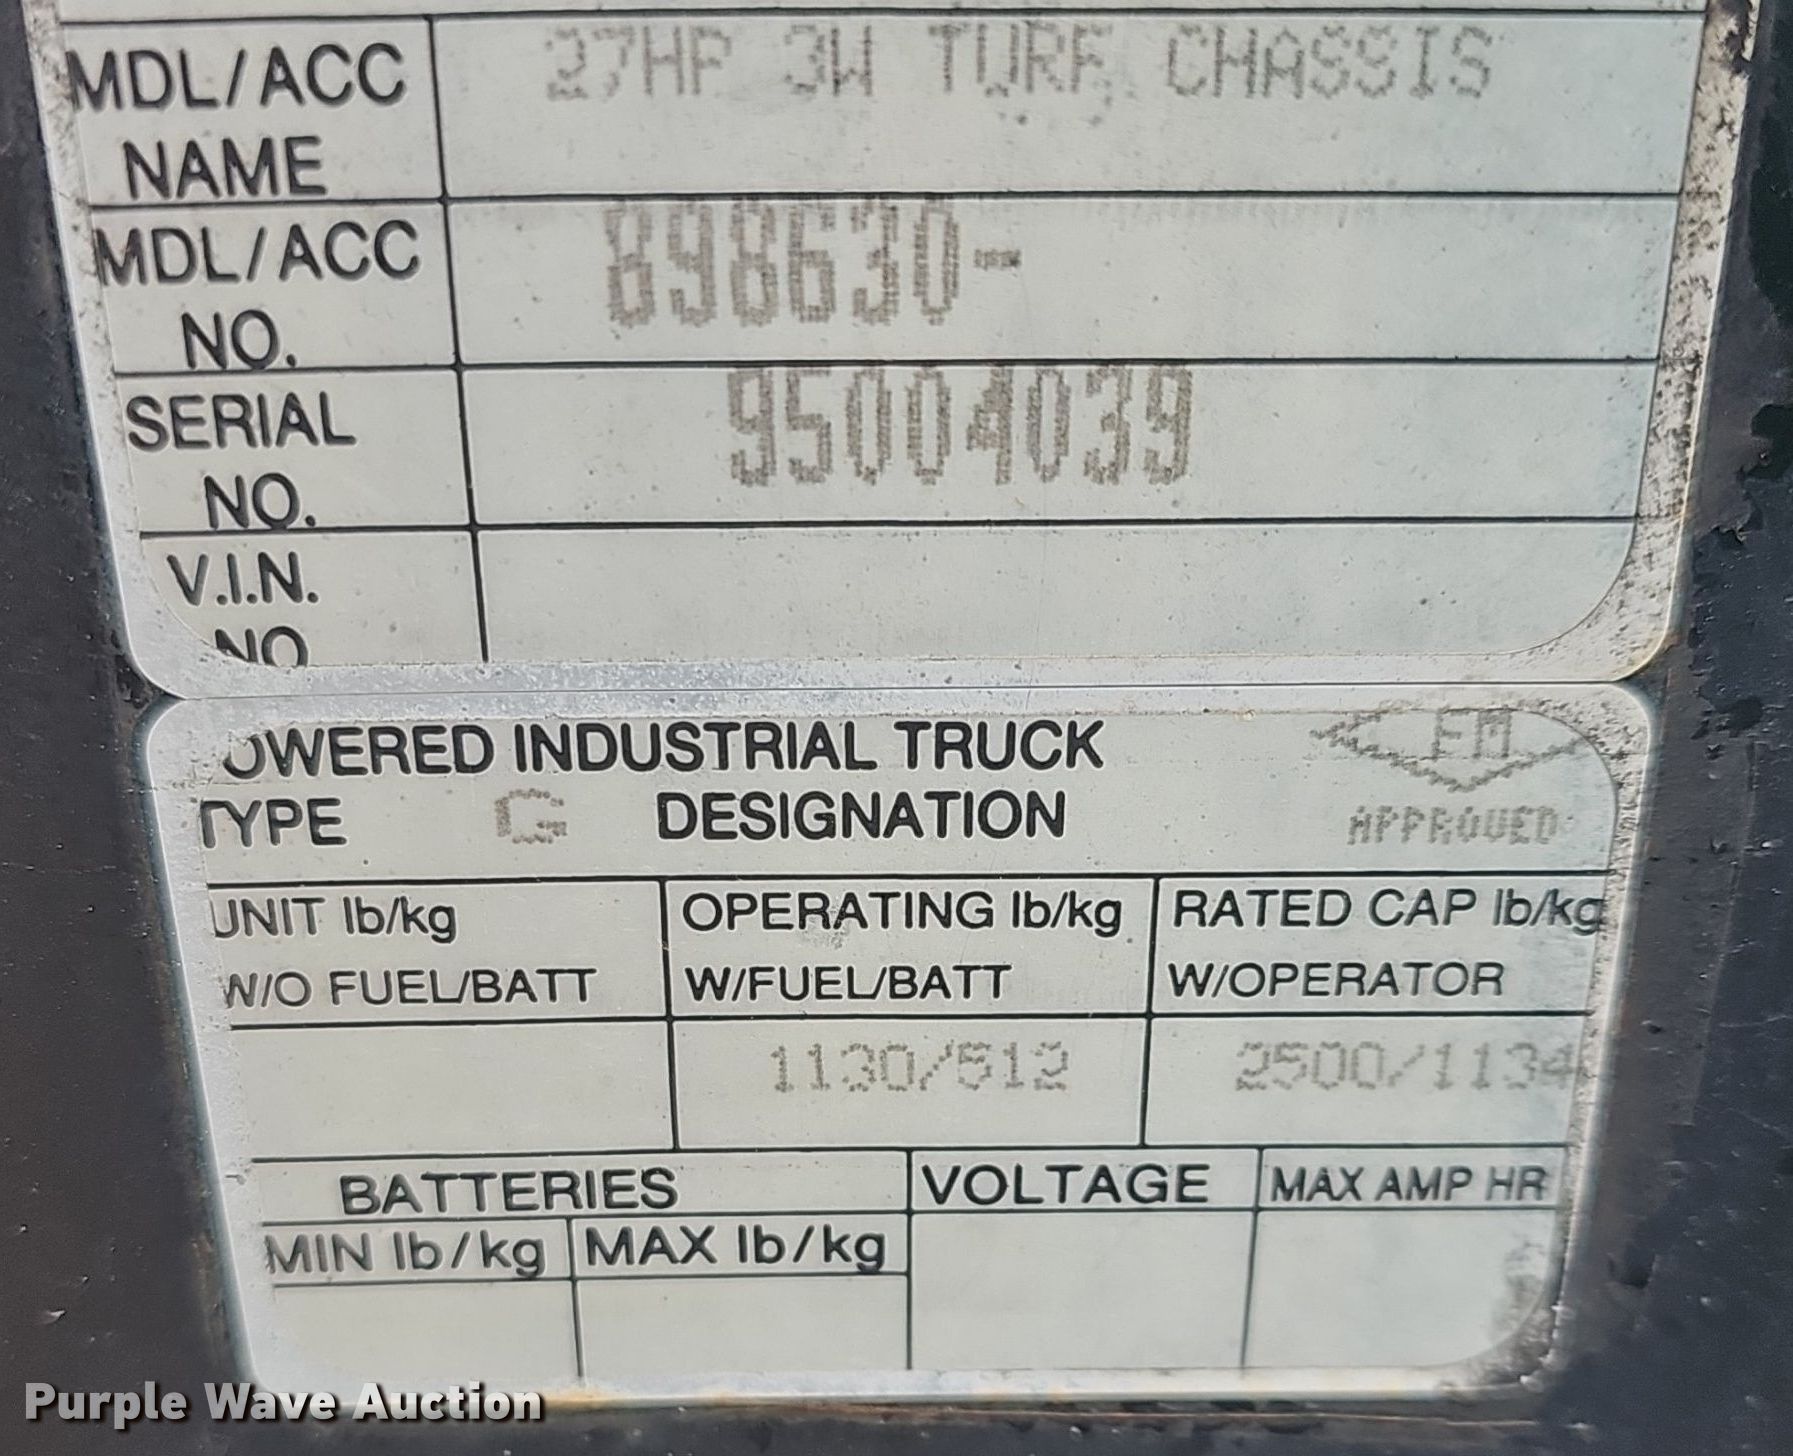 MDL/ACC NAME 27HP 3W TURF CHASSIS
MDL/ACC NO. 898630-
SERIAL NO. 95004039
V.I.N. NO
OWERED INDUSTRIAL TRUCK FM
TYPE G DESIGNATION APPROVED
UNIT lb/kg OPERATING lb/kg RATED CAP lb/kg
W/O FUEL/BATT W/FUEL/BATT W/OPERATOR
1130/512 2500/1134
BATTERIES VOLTAGE MAX AMP HR
MIN lb/kg MAX lb/kg
Purple Wave Auction